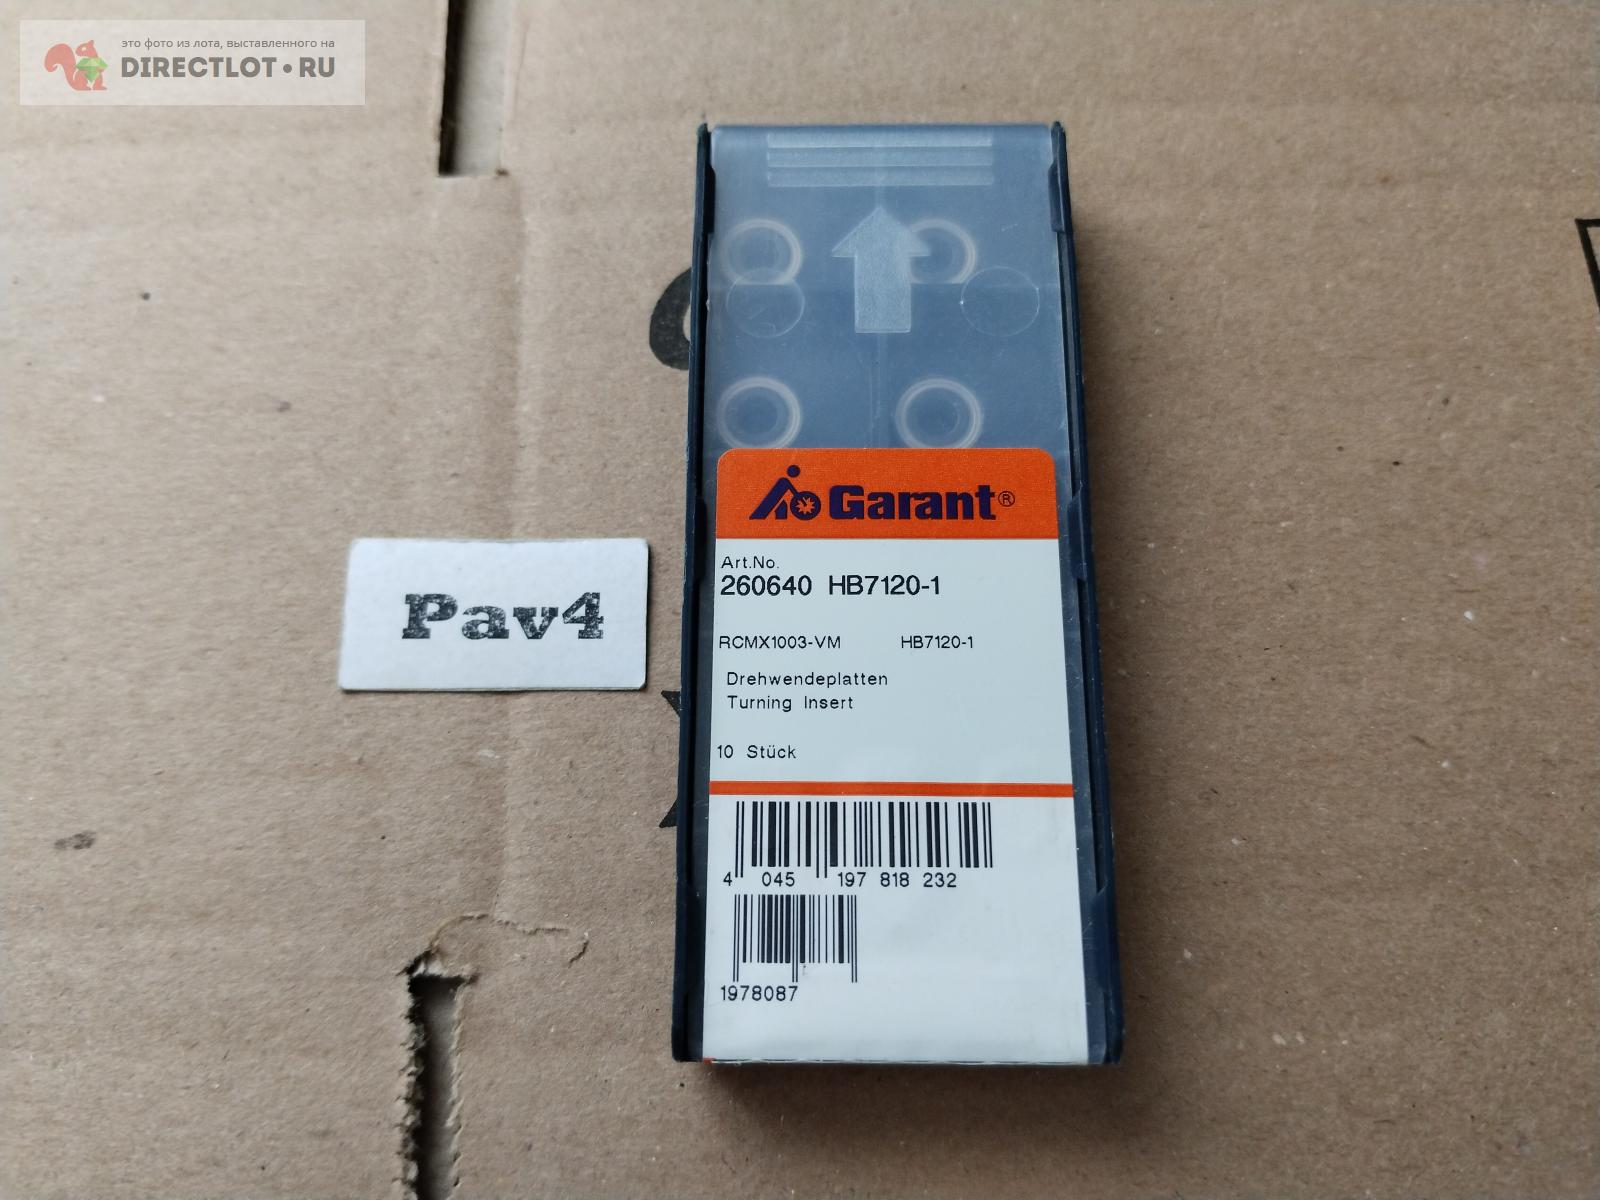 это фото из лота, выставленного на
DIRECTLOT•RU
Garant®
Art.No.
260640 HB7120-1
RCMX1003-VM HB7120-1
Drehwendeplatten
Turning Insert
10 Stück
4 045 197 818 232
1978087
Pav4